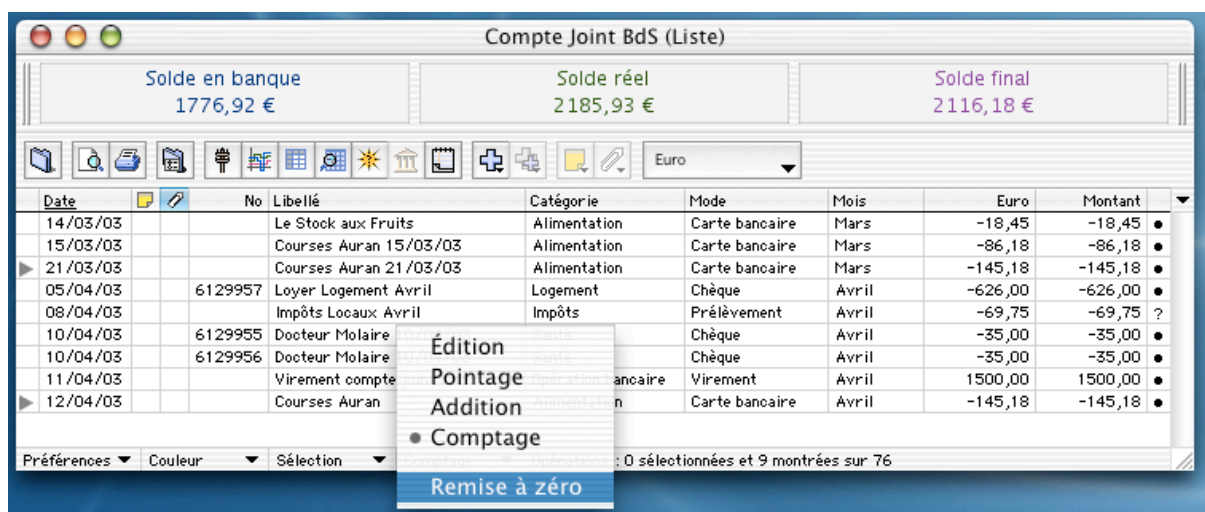 Compte Joint BdS (Liste)
Solde en banque Solde réel Solde final
1776,92 € 2185,93 € 2116,18 €
Euro
Date No Libellé Catégorie Mode Mois Euro Montant
14/03/03 Le Stock aux Fruits Alimentation Carte bancaire Mars -18,45 -18,45 ●
15/03/03 Courses Auran 15/03/03 Alimentation Carte bancaire Mars -86,18 -86,18 ●
21/03/03 Courses Auran 21/03/03 Alimentation Carte bancaire Mars -145,18 -145,18 ●
05/04/03 6129957 Loyer Logement Avril Logement Chèque Avril -626,00 -626,00 ●
08/04/03 Impôts Locaux Avril Impôts Prélèvement Avril -69,75 -69,75 ?
10/04/03 6129955 Docteur Molaire Santé Chèque Avril -35,00 -35,00 ●
10/04/03 6129956 Docteur Molaire Santé Chèque Avril -35,00 -35,00 ●
11/04/03 Virement compte Opération bancaire Virement Avril 1500,00 1500,00 ●
12/04/03 Courses Auran Alimentation Carte bancaire Avril -145,18 -145,18 ●
Édition
Pointage
Addition
● Comptage
Remise à zéro
Préférences Couleur Sélection Comptage Opérations : 0 sélectionnées et 9 montrées sur 76